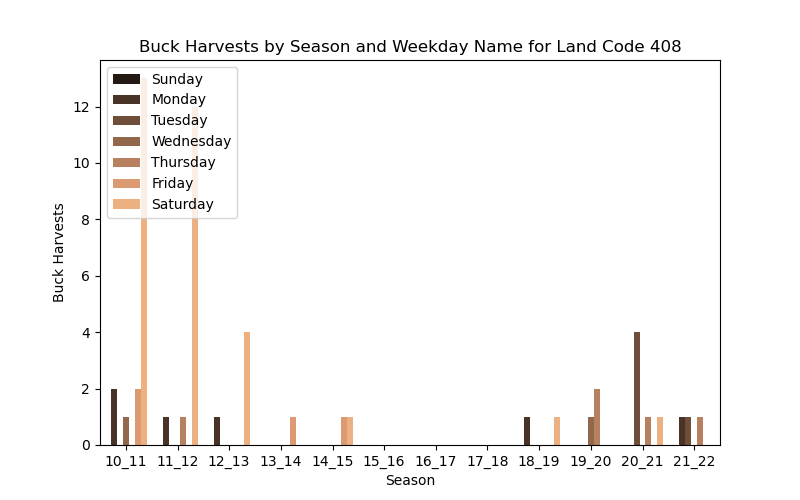 Buck Harvests by Season and Weekday Name for Land Code 408
Sunday
Monday
Tuesday
Wednesday
Thursday
Friday
Saturday
12
10
8
6
4
2
0
Buck Harvests
10_11 11_12 12_13 13_14 14_15 15_16 16_17 17_18 18_19 19_20 20_21 21_22
Season